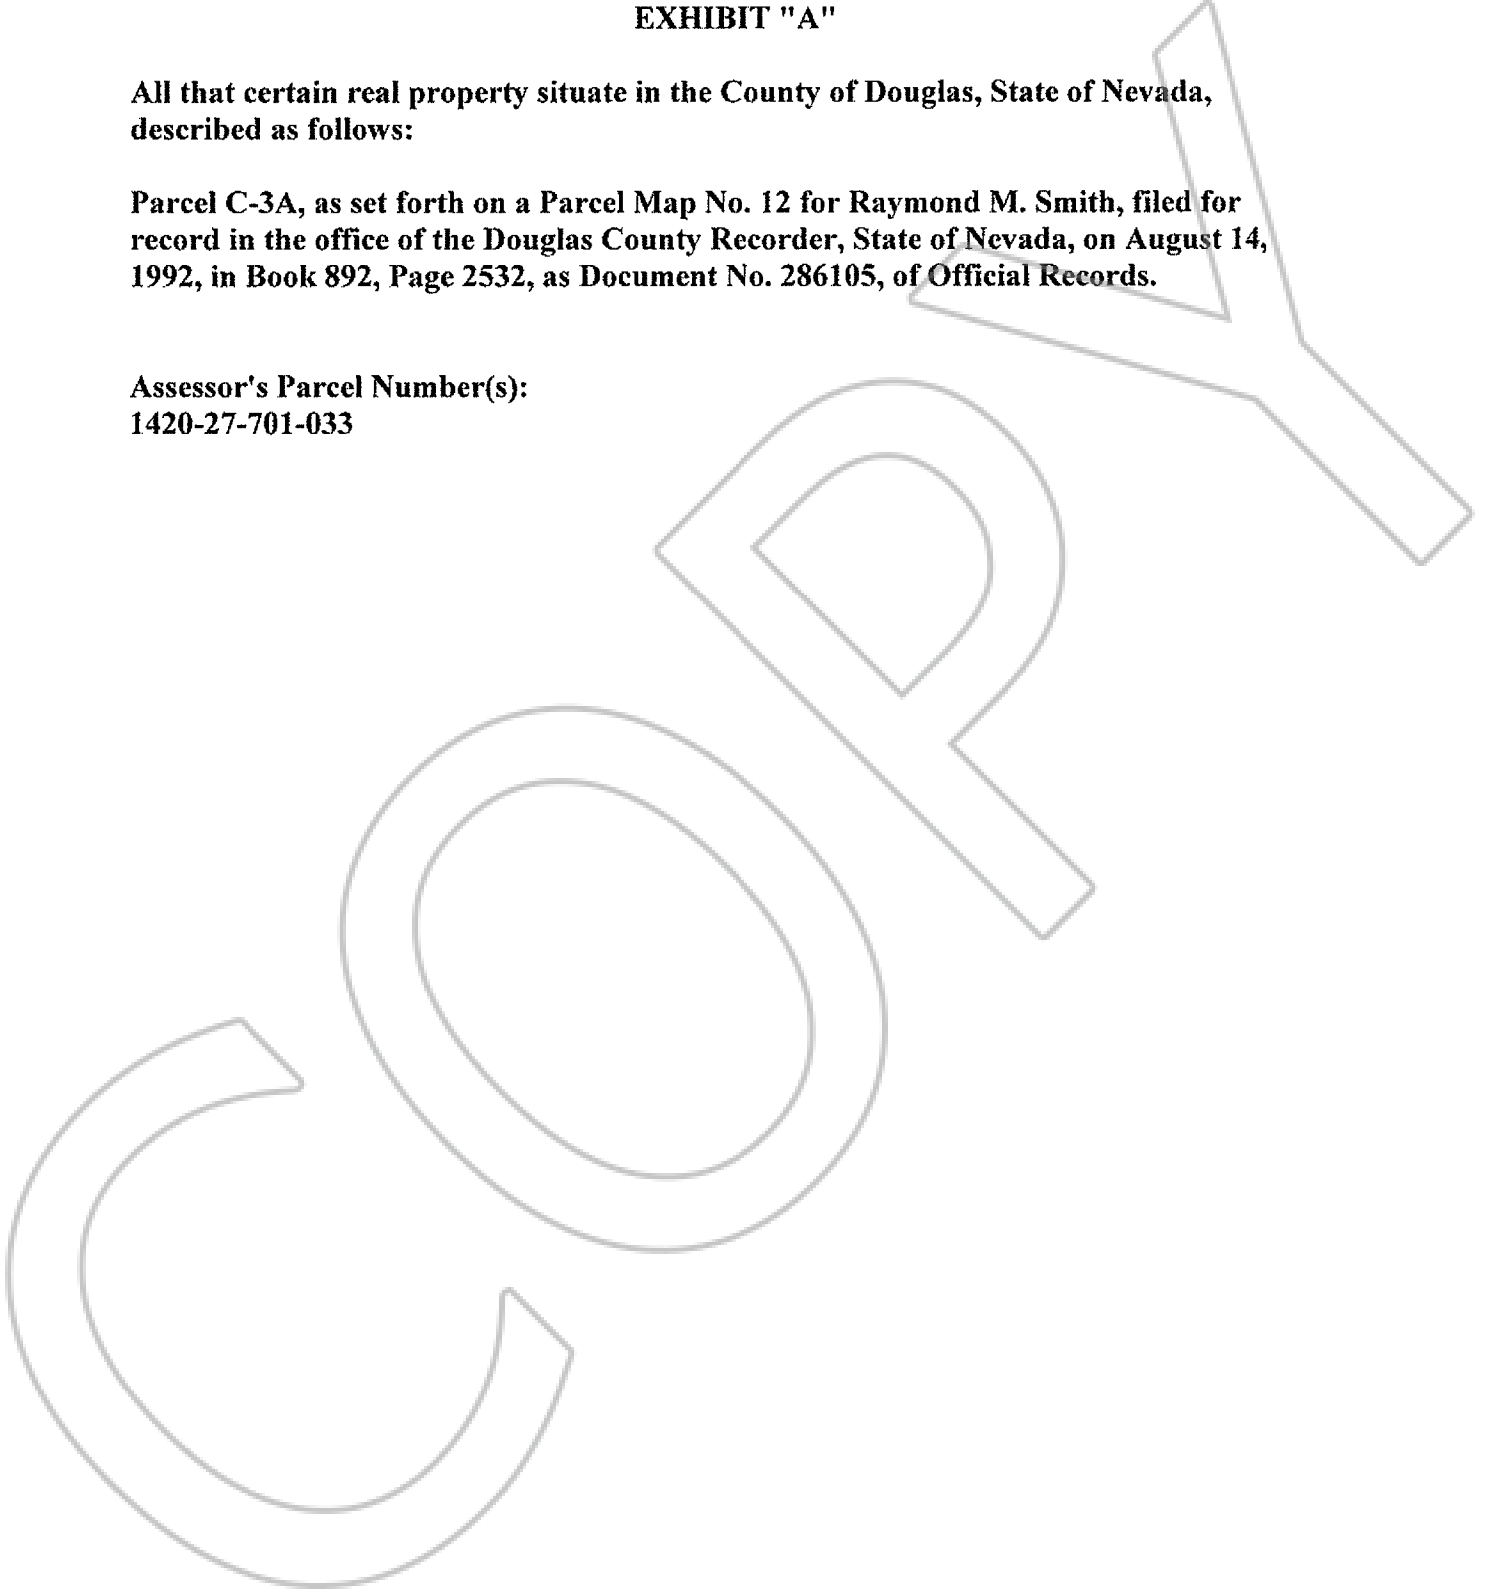 EXHIBIT "A"
All that certain real property situate in the County of Douglas, State of Nevada,
described as follows:
Parcel C-3A, as set forth on a Parcel Map No. 12 for Raymond M. Smith, filed for
record in the office of the Douglas County Recorder, State of Nevada, on August 14,
1992, in Book 892, Page 2532, as Document No. 286105, of Official Records.
Assessor's Parcel Number(s):
1420-27-701-033
COPY